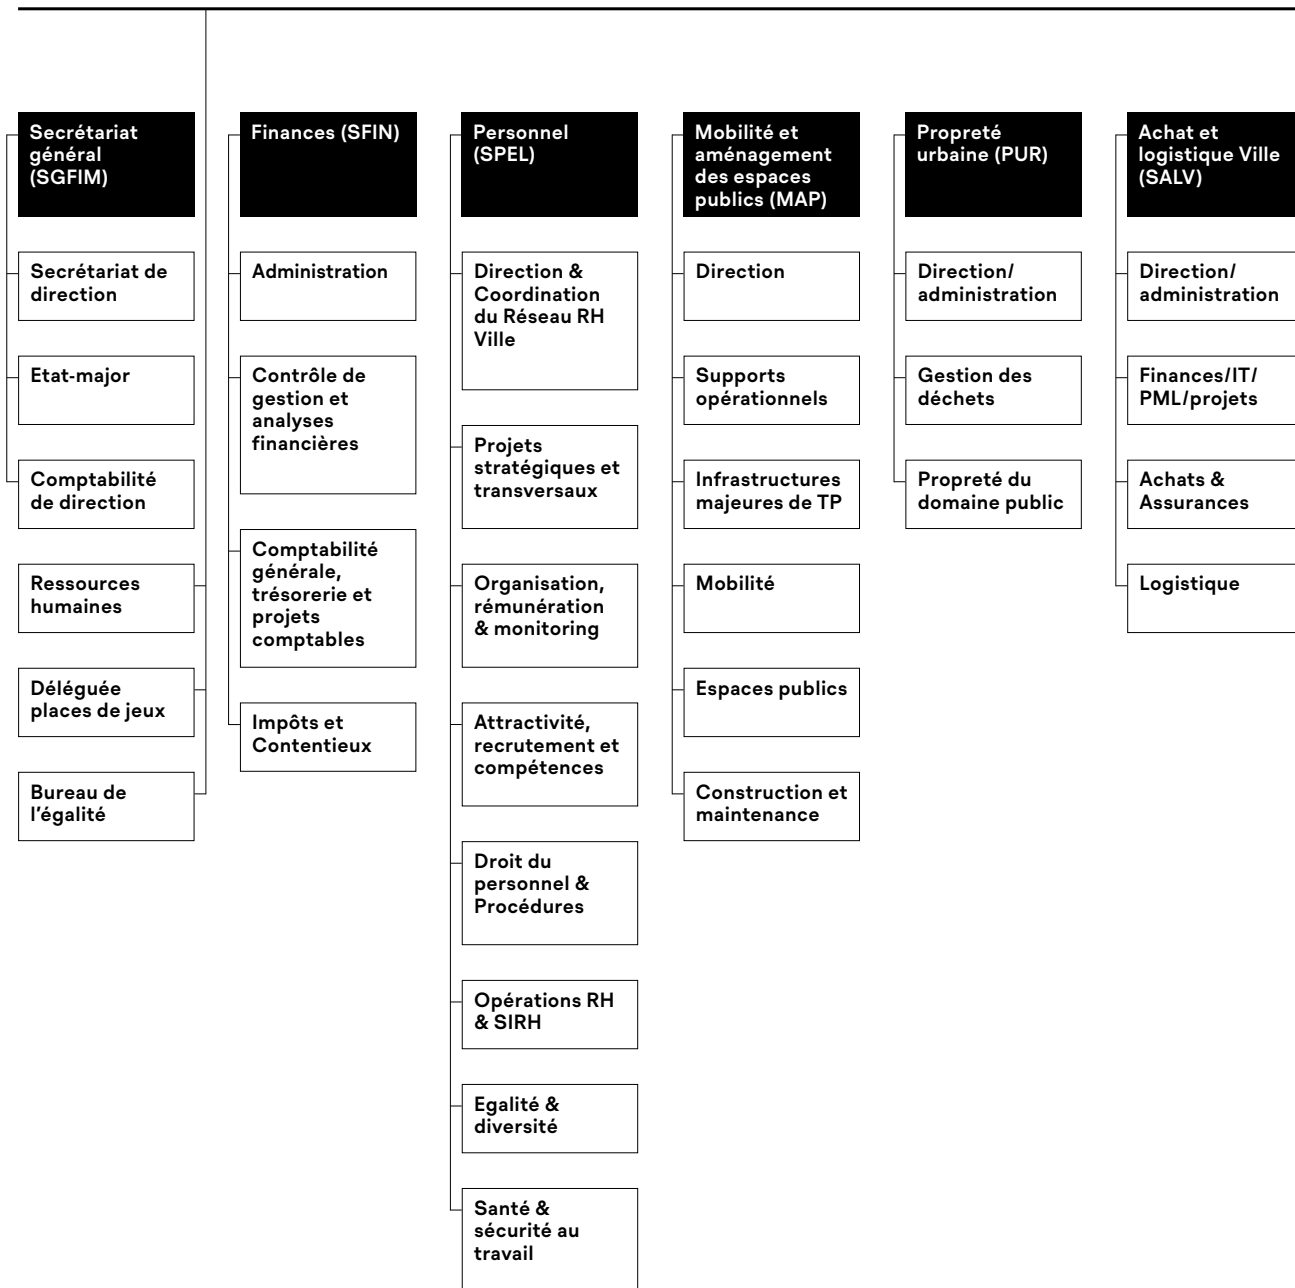 Secrétariat
général
(SGFIM)
Secrétariat de
direction
Etat-major
Comptabilité
de direction
Ressources
humaines
Déléguée
places de jeux
Bureau de
l'égalité
Finances (SFIN)
Administration
Contrôle de
gestion et
analyses
financières
Comptabilité
générale,
trésorerie et
projets
comptables
Impôts et
Contentieux
Personnel
(SPEL)
Direction &
Coordination
du Réseau RH
Ville
Projets
stratégiques et
transversaux
Organisation,
rémunération
& monitoring
Attractivité,
recrutement et
compétences
Droit du
personnel &
Procédures
Opérations RH
& SIRH
Egalité &
diversité
Santé &
sécurité au
travail
Mobilité et
aménagement
des espaces
publics (MAP)
Direction
Supports
opérationnels
Infrastructures
majeures de TP
Mobilité
Espaces publics
Construction et
maintenance
Propreté
urbaine (PUR)
Direction/
administration
Gestion des
déchets
Propreté du
domaine public
Achat et
logistique Ville
(SALV)
Direction/
administration
Finances/IT/
PML/projets
Achats &
Assurances
Logistique